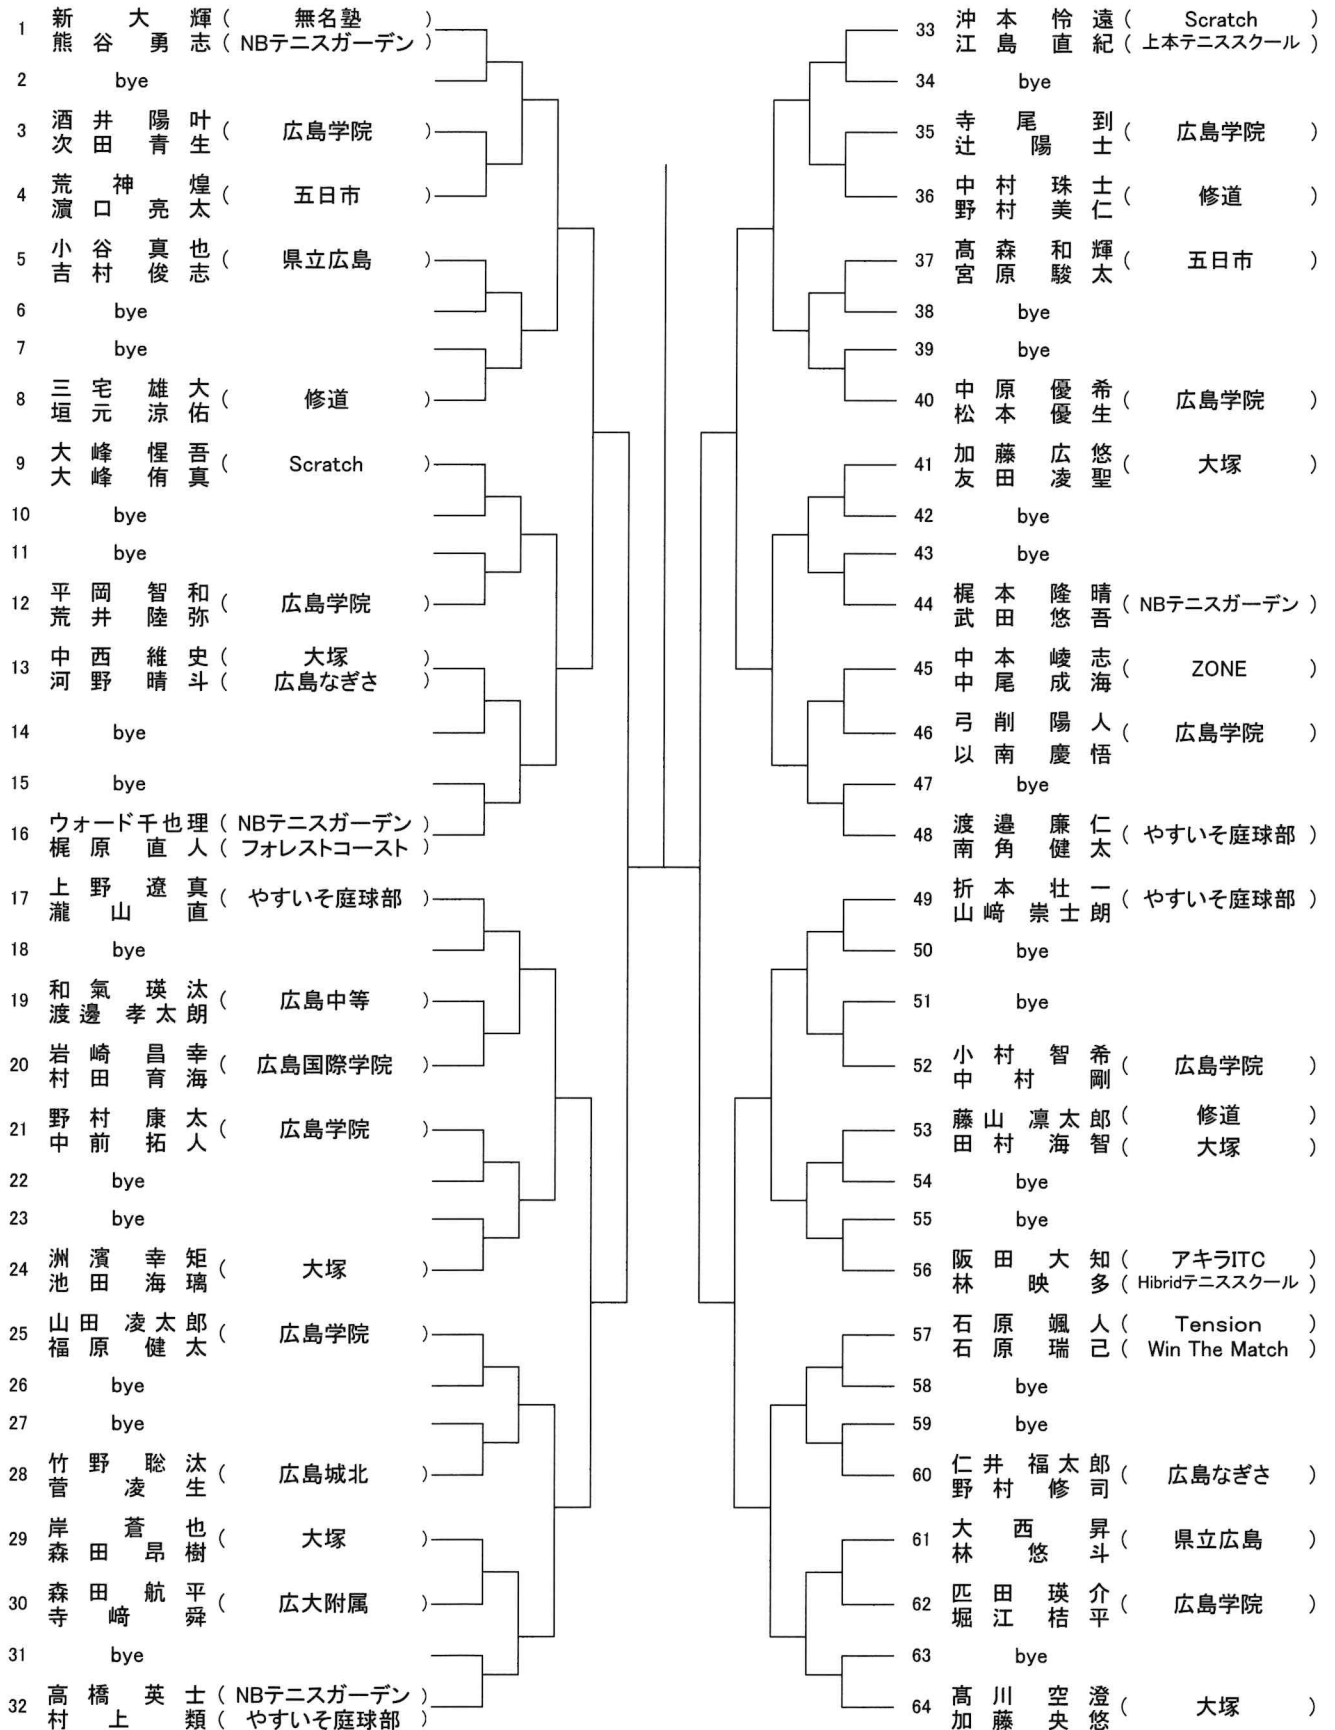 1 新 大 輝 ( 無名塾 )
熊 谷 勇 志 ( NBテニスガーデン )
2 bye
3 酒 井 陽 叶 ( 広島学院 )
次 田 青 生
4 荒 神 煌 ( 五日市 )
濵 口 亮 太
5 小 谷 真 也 ( 県立広島 )
吉 村 俊 志
6 bye
7 bye
8 三 宅 雄 大 ( 修道 )
垣 元 涼 佑
9 大 峰 惺 吾 ( Scratch )
大 峰 侑 真
10 bye
11 bye
12 平 岡 智 和 ( 広島学院 )
荒 井 陸 弥
13 中 西 維 史 ( 大塚 )
河 野 晴 斗 ( 広島なぎさ )
14 bye
15 bye
16 ウォード千也理 ( NBテニスガーデン )
梶 原 直 人 ( フォレストコースト )
17 上 野 遼 真 ( やすいそ庭球部 )
瀧 山 直
18 bye
19 和 氣 瑛 汰 ( 広島中等 )
渡 邊 孝 太 朗
20 岩 崎 昌 幸 ( 広島国際学院 )
村 田 育 海
21 野 村 康 太 ( 広島学院 )
中 前 拓 人
22 bye
23 bye
24 洲 濱 幸 矩 ( 大塚 )
池 田 海 璃
25 山 田 凌 太 郎 ( 広島学院 )
福 原 健 太
26 bye
27 bye
28 竹 野 聡 汰 ( 広島城北 )
菅 凌 生
29 岸 蒼 也 ( 大塚 )
森 田 昂 樹
30 森 田 航 平 ( 広大附属 )
寺 﨑 舜
31 bye
32 高 橋 英 士 ( NBテニスガーデン )
村 上 類 ( やすいそ庭球部 )
33 沖 本 怜 遠 ( Scratch )
江 島 直 紀 ( 上本テニススクール )
34 bye
35 寺 尾 到 ( 広島学院 )
辻 陽 士
36 中 村 珠 士 ( 修道 )
野 村 美 仁
37 髙 森 和 輝 ( 五日市 )
宮 原 駿 太
38 bye
39 bye
40 中 原 優 希 ( 広島学院 )
松 本 優 生
41 加 藤 広 悠 ( 大塚 )
友 田 凌 聖
42 bye
43 bye
44 梶 本 隆 晴 ( NBテニスガーデン )
武 田 悠 吾
45 中 本 崚 志 ( ZONE )
中 尾 成 海
46 弓 削 陽 人 ( 広島学院 )
以 南 慶 悟
47 bye
48 渡 邉 廉 仁 ( やすいそ庭球部 )
南 角 健 太
49 折 本 壮 一 ( やすいそ庭球部 )
山 﨑 崇 士 朗
50 bye
51 bye
52 小 村 智 希 ( 広島学院 )
中 村 剛
53 藤 山 凛 太 郎 ( 修道 )
田 村 海 智 ( 大塚 )
54 bye
55 bye
56 阪 田 大 知 ( アキラITC )
林 映 多 ( Hibridテニススクール )
57 石 原 颯 人 ( Tension )
石 原 瑞 己 ( Win The Match )
58 bye
59 bye
60 仁 井 福 太 郎 ( 広島なぎさ )
野 村 修 司
61 大 西 昇 ( 県立広島 )
林 悠 斗
62 匹 田 瑛 介 ( 広島学院 )
堀 江 桔 平
63 bye
64 髙 川 空 澄 ( 大塚 )
加 藤 央 悠